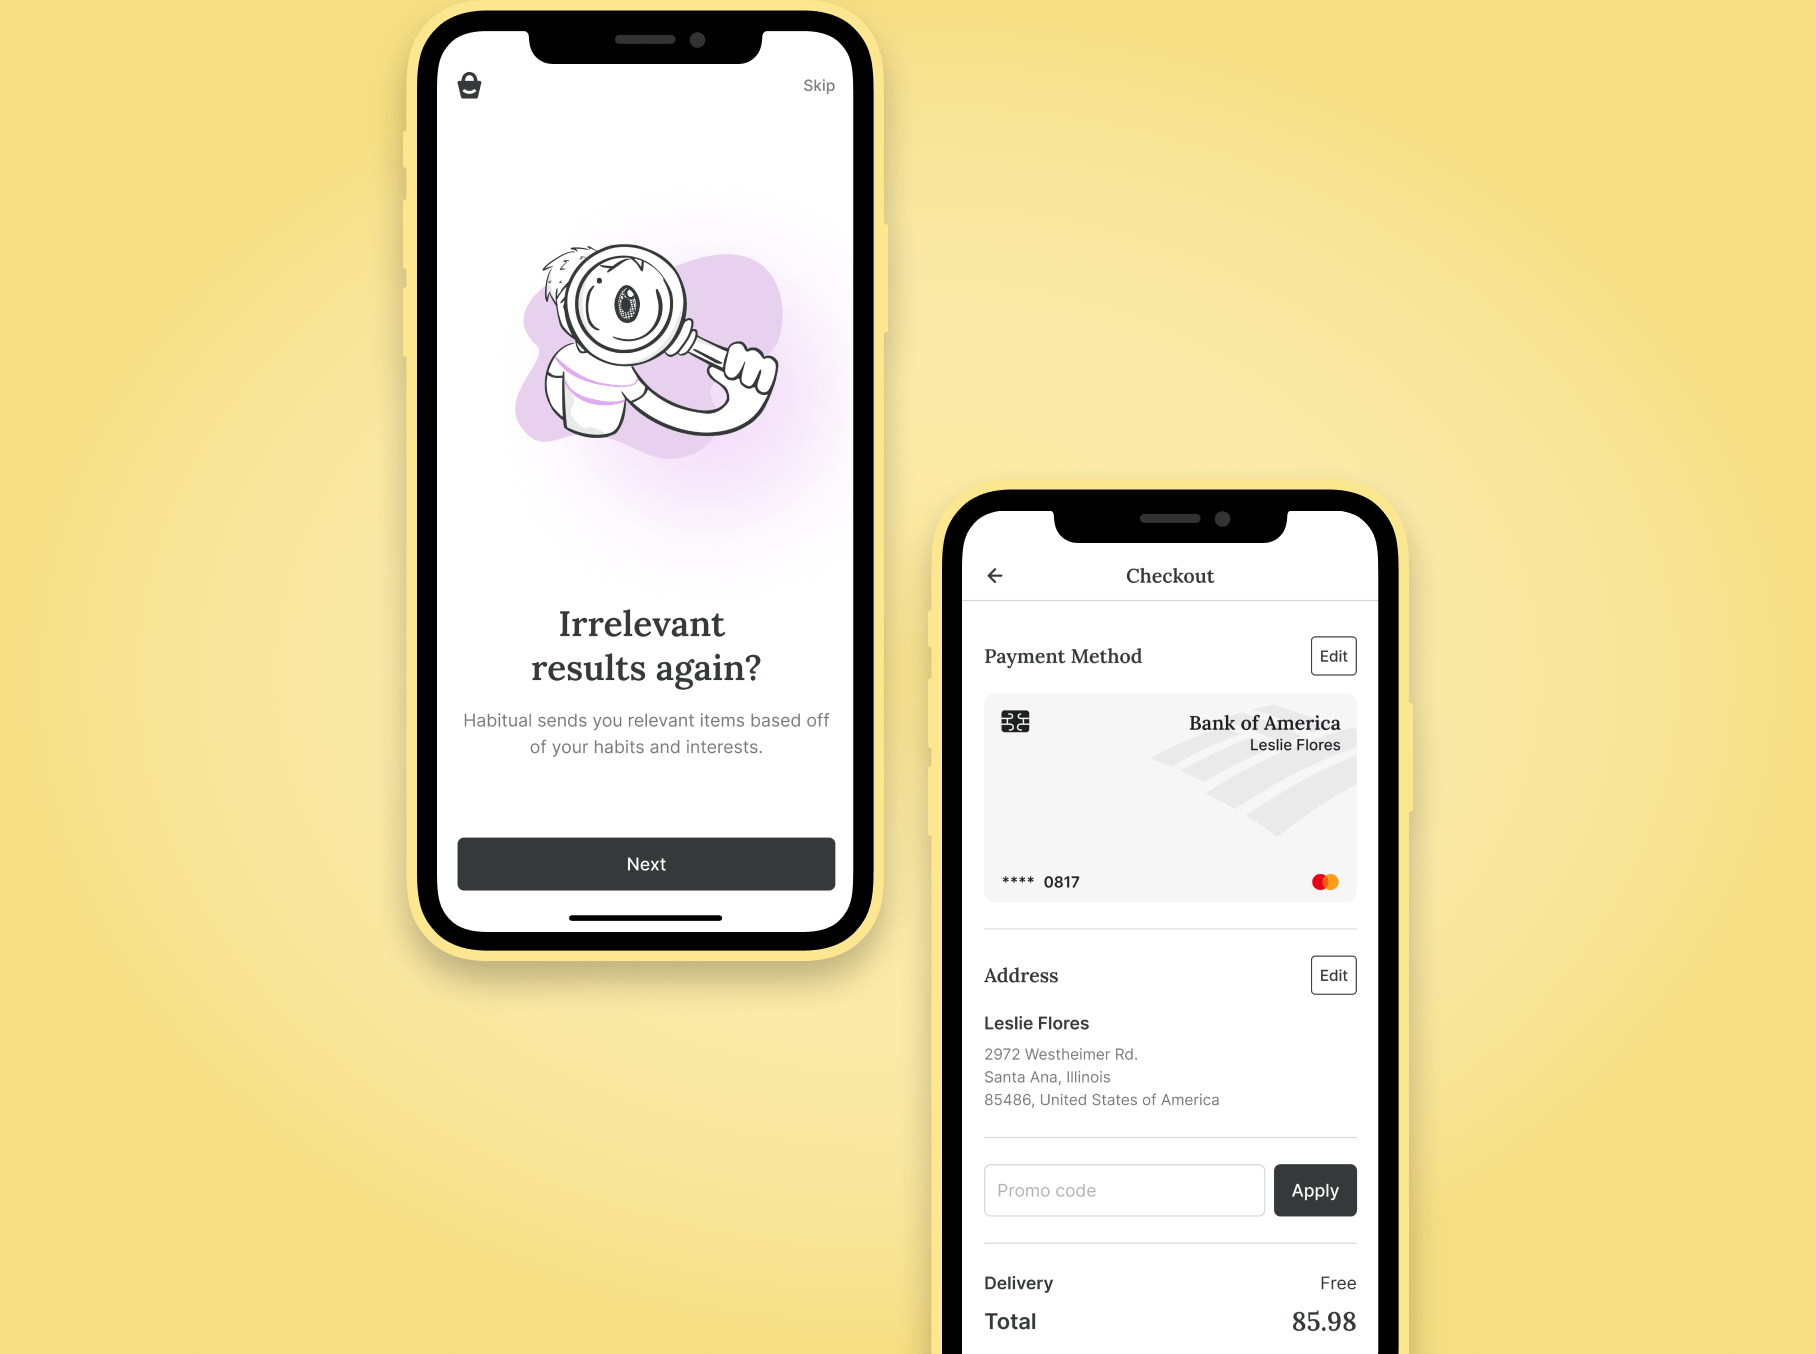 Skip
Irrelevant
results again?
Habitual sends you relevant items based off
of your habits and interests.
Next
Checkout
Payment Method
Edit
Bank of America
Leslie Flores
**** 0817
Address
Edit
Leslie Flores
2972 Westheimer Rd.
Santa Ana, Illinois
85486, United States of America
Promo code
Apply
Delivery
Free
Total
85.98